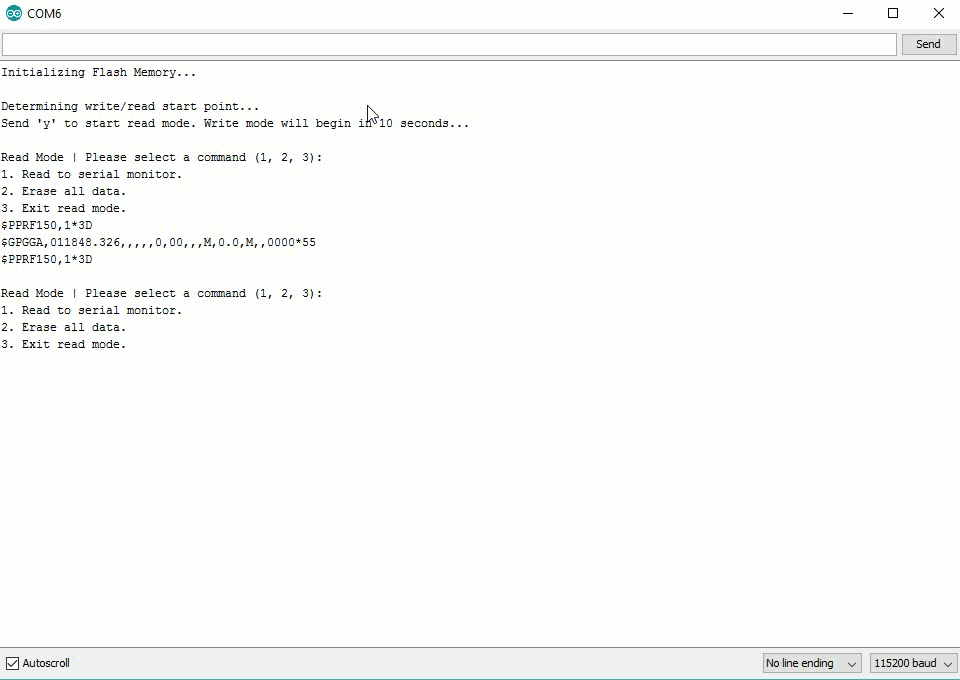 COM6
Send
Initializing Flash Memory...
Determining write/read start point...
Send 'y' to start read mode. Write mode will begin in 10 seconds...
Read Mode | Please select a command (1, 2, 3):
1. Read to serial monitor.
2. Erase all data.
3. Exit read mode.
$PPRF150,1*3D
$GPGGA,011848.326,,,,,0,00,,,M,0.0,M,,0000*55
$PPRF150,1*3D
Read Mode | Please select a command (1, 2, 3):
1. Read to serial monitor.
2. Erase all data.
3. Exit read mode.
Autoscroll
No line ending
115200 baud